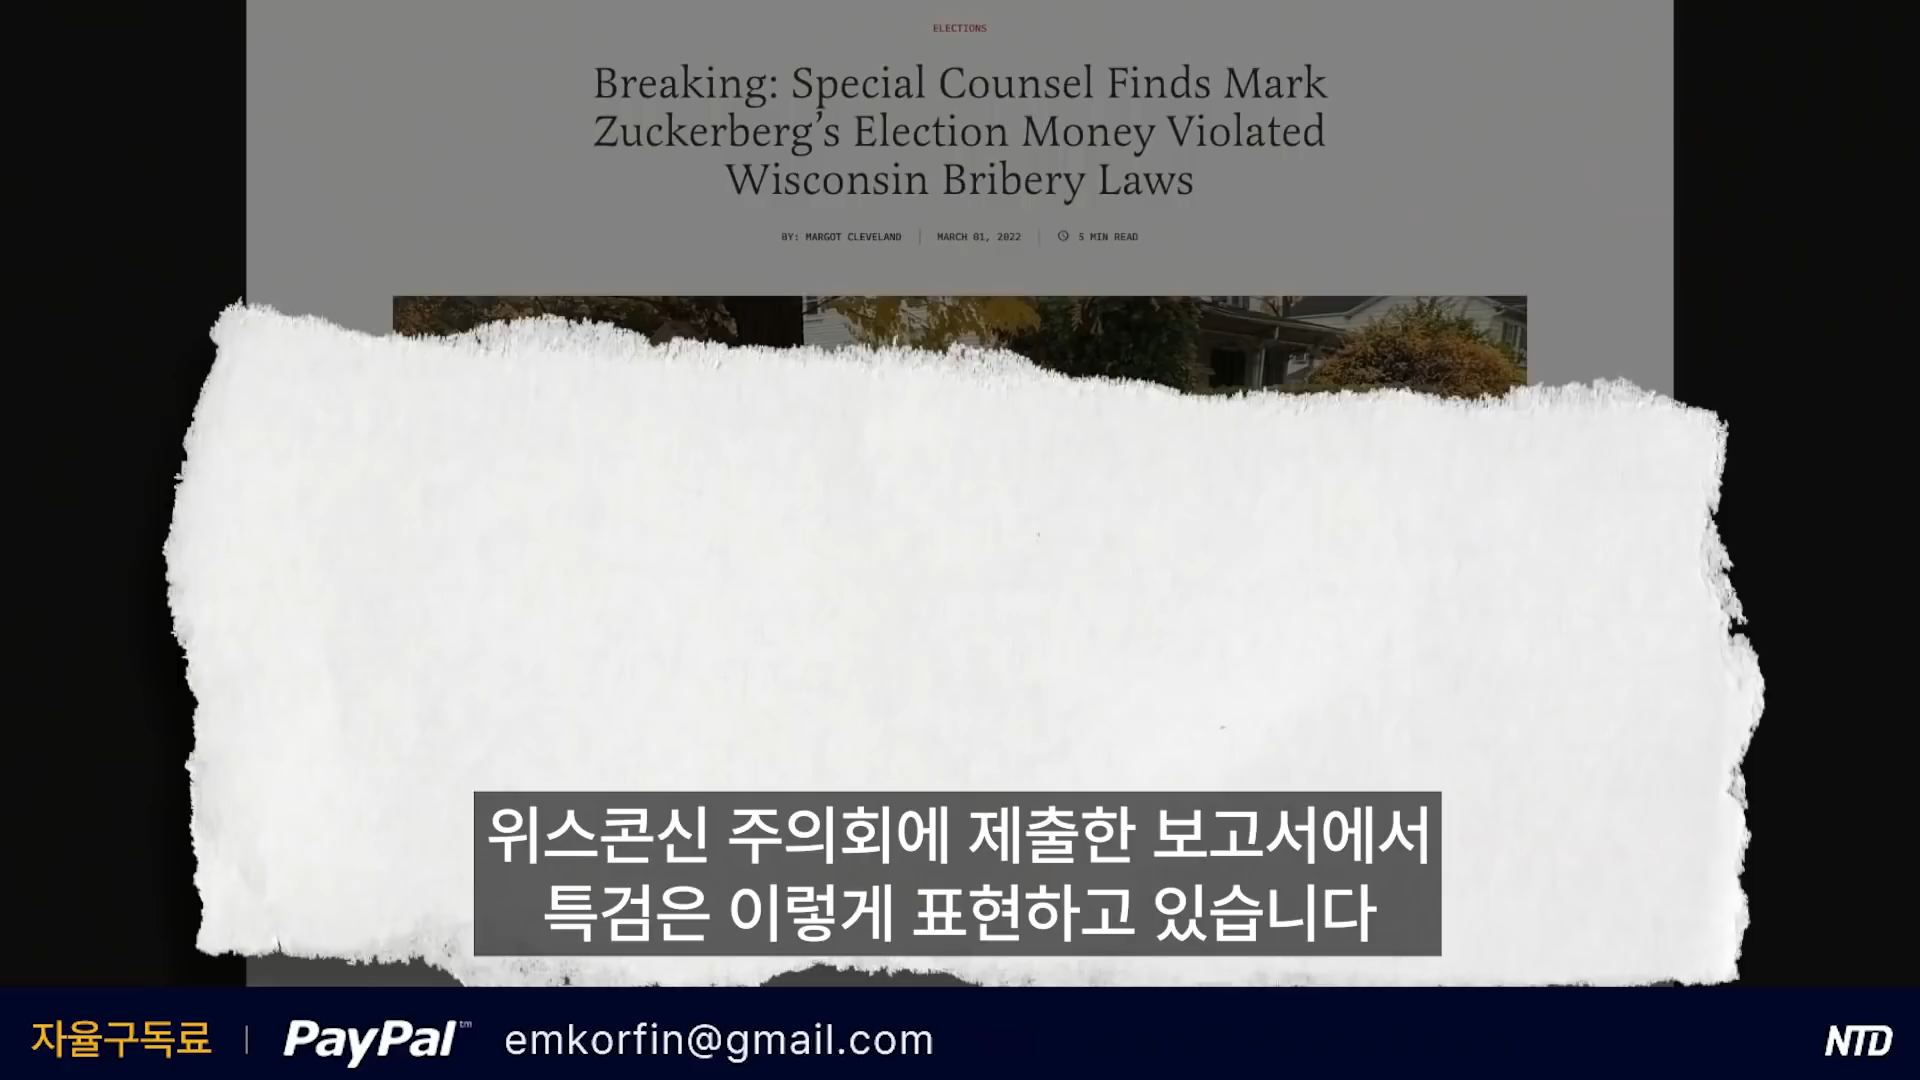 ELECTIONS
Breaking: Special Counsel Finds Mark
Zuckerberg’s Election Money Violated
Wisconsin Bribery Laws
BY: MARGOT CLEVELAND | MARCH 01, 2022 | 5 MIN READ
위스콘신 주의회에 제출한 보고서에서
특검은 이렇게 표현하고 있습니다
자율구독료 | PayPal™ emkorfin@gmail.com
NTD